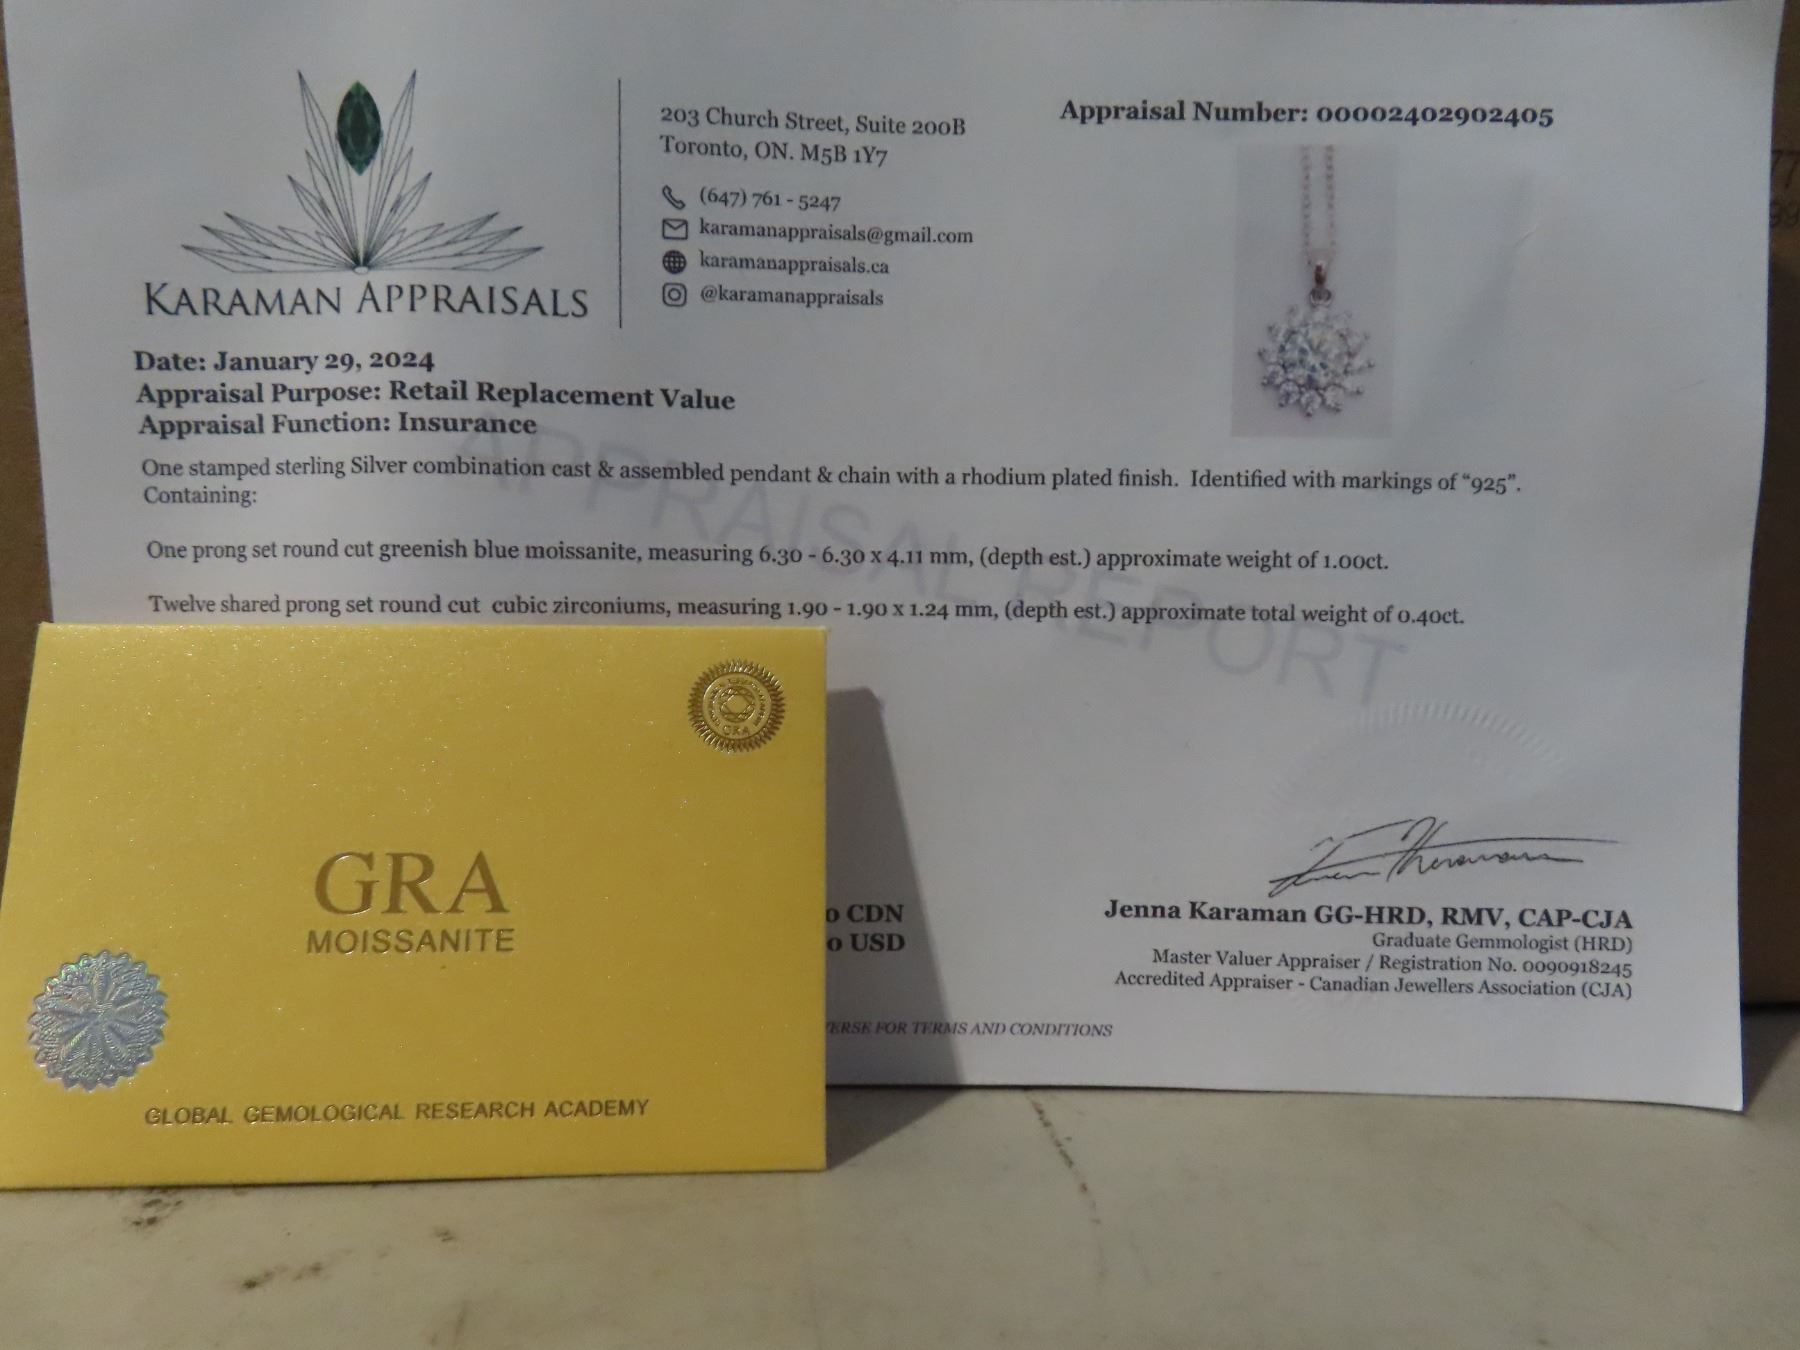 KARAMAN APPRAISALS
203 Church Street, Suite 200B
Toronto, ON. M5B 1Y7
(647) 761 - 5247
karamanappraisals@gmail.com
karamanappraisals.ca
@karamanappraisals
Appraisal Number: 00002402902405
Date: January 29, 2024
Appraisal Purpose: Retail Replacement Value
Appraisal Function: Insurance
One stamped sterling Silver combination cast & assembled pendant & chain with a rhodium plated finish. Identified with markings of “925”.
Containing:
One prong set round cut greenish blue moissanite, measuring 6.30 - 6.30 x 4.11 mm, (depth est.) approximate weight of 1.00ct.
Twelve shared prong set round cut cubic zirconiums, measuring 1.90 - 1.90 x 1.24 mm, (depth est.) approximate total weight of 0.40ct.
APPRAISAL REPORT
0 CDN
0 USD
Jenna Karaman GG-HRD, RMV, CAP-CJA
Graduate Gemmologist (HRD)
Master Valuer Appraiser / Registration No. 0090918245
Accredited Appraiser - Canadian Jewellers Association (CJA)
ERSE FOR TERMS AND CONDITIONS
GRA
GRA
MOISSANITE
GLOBAL GEMOLOGICAL RESEARCH ACADEMY